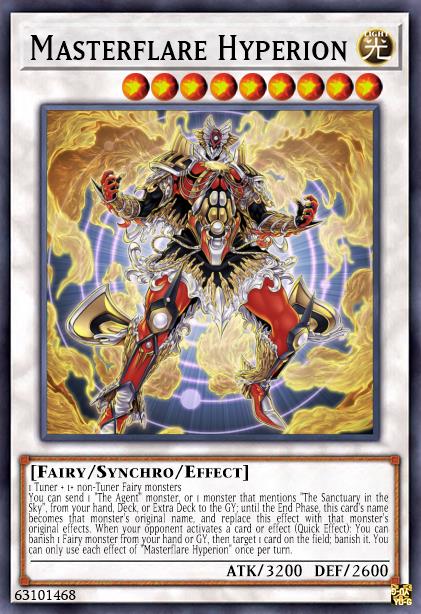 MASTERFLARE HYPERION
LIGHT
光
[FAIRY/SYNCHRO/EFFECT]
1 Tuner + 1+ non-Tuner Fairy monsters
You can send 1 "The Agent" monster, or 1 monster that mentions "The Sanctuary in the
Sky", from your hand, Deck, or Extra Deck to the GY; until the End Phase, this card's name
becomes that monster's original name, and replace this effect with that monster's
original effects. When your opponent activates a card or effect (Quick Effect): You can
banish 1 Fairy monster from your hand or GY, then target 1 card on the field; banish it. You
can only use each effect of "Masterflare Hyperion" once per turn.
ATK/3200 DEF/2600
63101468